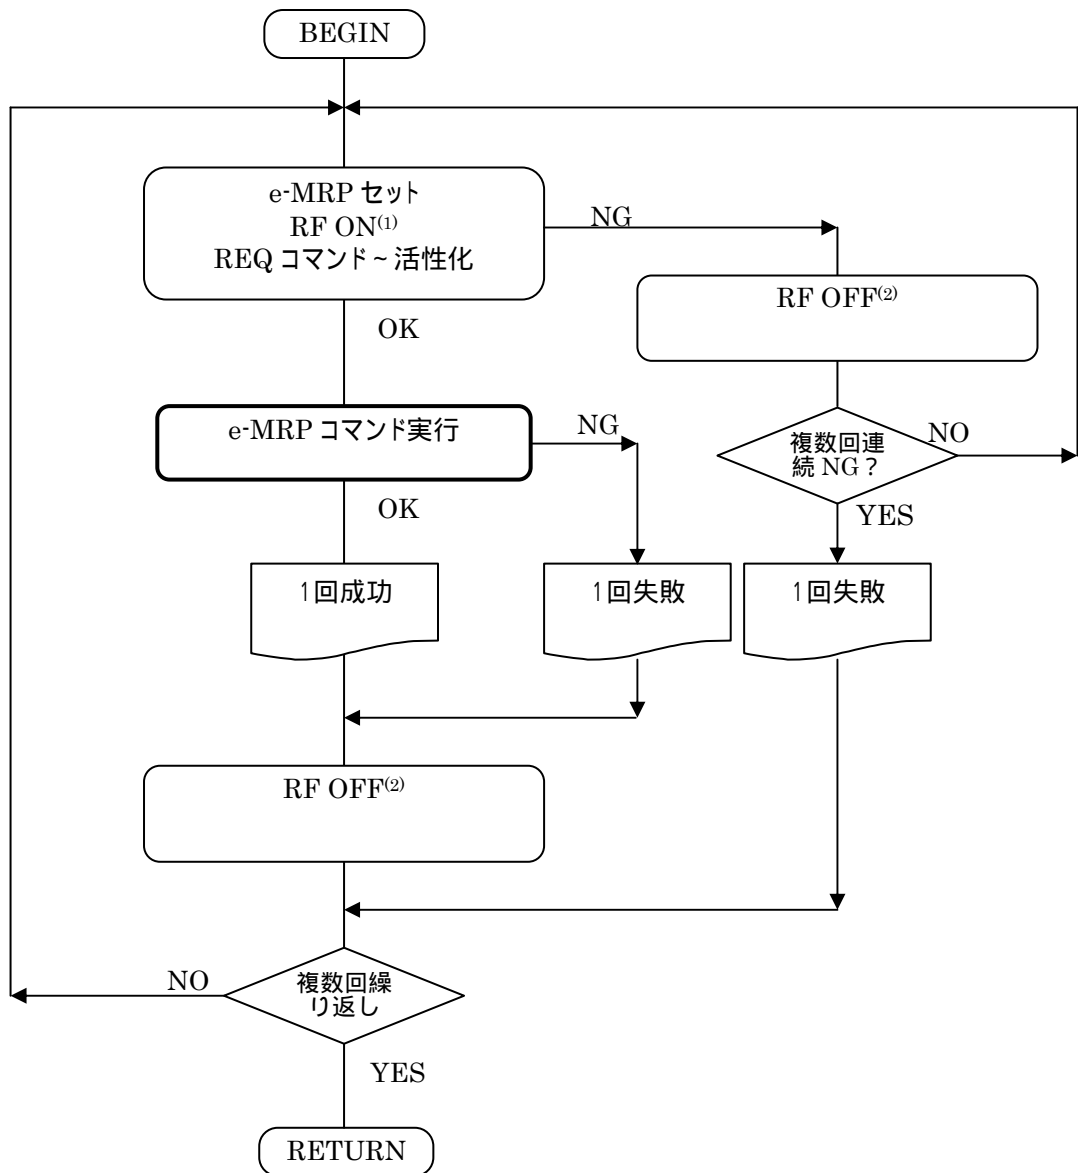 BEGIN
e-MRP セット
RF ON(1)
REQ コマンド~活性化
NG
RF OFF(2)
OK
複数回連
続 NG？
NO
YES
e-MRP コマンド実行
NG
OK
1回成功
1回失敗
1回失敗
RF OFF(2)
複数回繰
り返し
NO
YES
RETURN